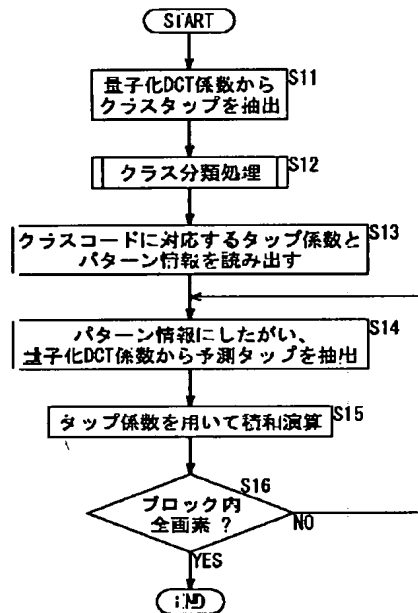 START
S11
量子化DCT係数から
クラスタップを抽出
S12
クラス分類処理
S13
クラスコードに対応するタップ係数と
パターン情報を読み出す
S14
パターン情報にしたがい、
量子化DCT係数から予測タップを抽出
S15
タップ係数を用いて積和演算
S16
ブロック内
全画素?
NO
YES
END